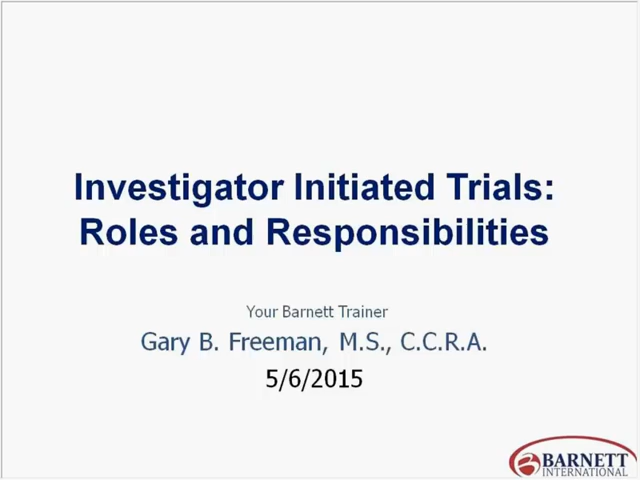 Investigator Initiated Trials:
Roles and Responsibilities
Your Barnett Trainer
Gary B. Freeman, M.S., C.C.R.A.
5/6/2015
BARNETT
INTERNATIONAL